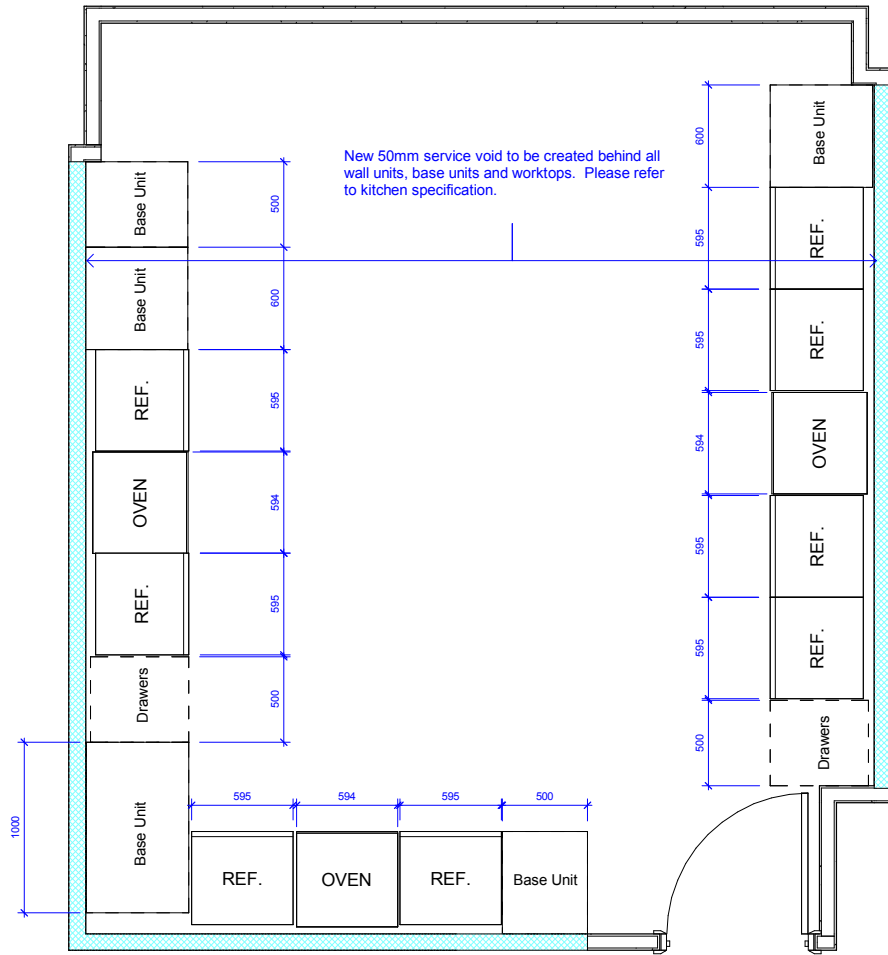 New 50mm service void to be created behind all
wall units, base units and worktops.  Please refer
to kitchen specification.
Base Unit
500
Base Unit
600
REF.
595
OVEN
594
REF.
595
Drawers
500
Base Unit
1000
595
594
595
500
REF.
OVEN
REF.
Base Unit
600
Base Unit
595
REF.
595
REF.
594
OVEN
595
REF.
595
REF.
500
Drawers